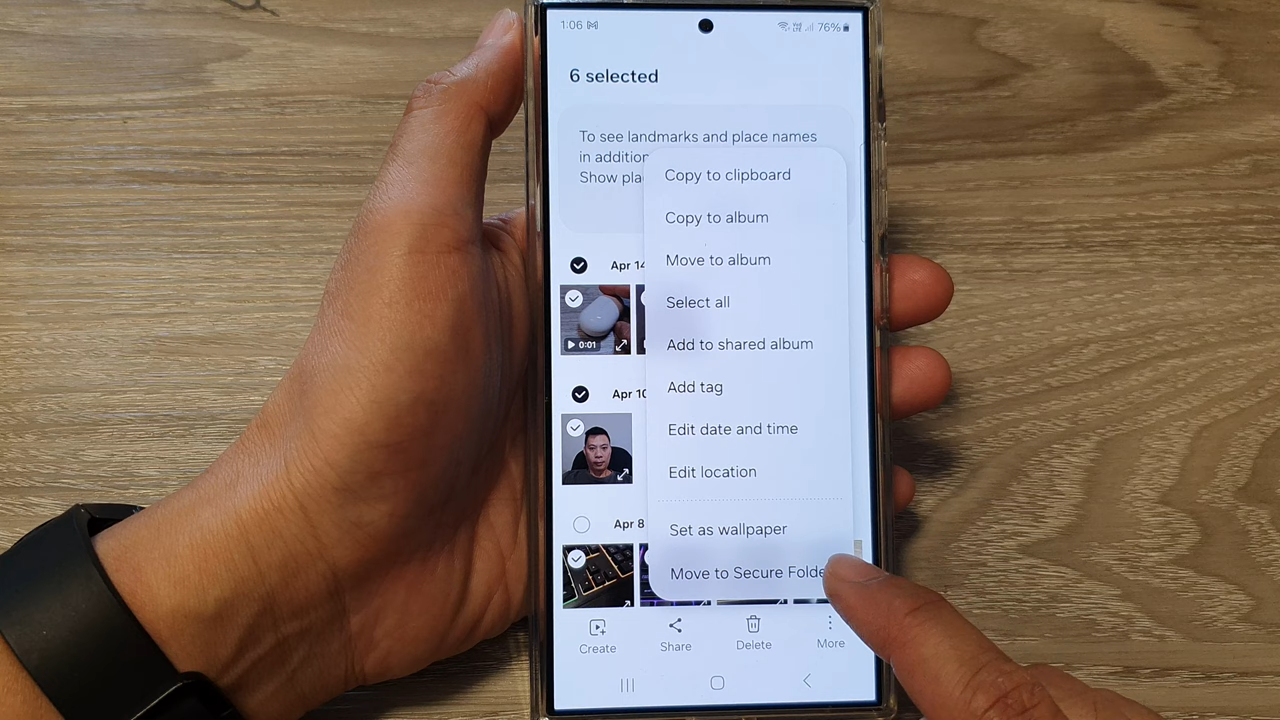 1:06
76%
6 selected
To see landmarks and place names
in addition
Show pla
Copy to clipboard
Copy to album
Move to album
Select all
Add to shared album
Add tag
Edit date and time
Edit location
Set as wallpaper
Move to Secure Folde
Apr 14
0:01
Apr 10
Apr 8
Create
Share
Delete
More